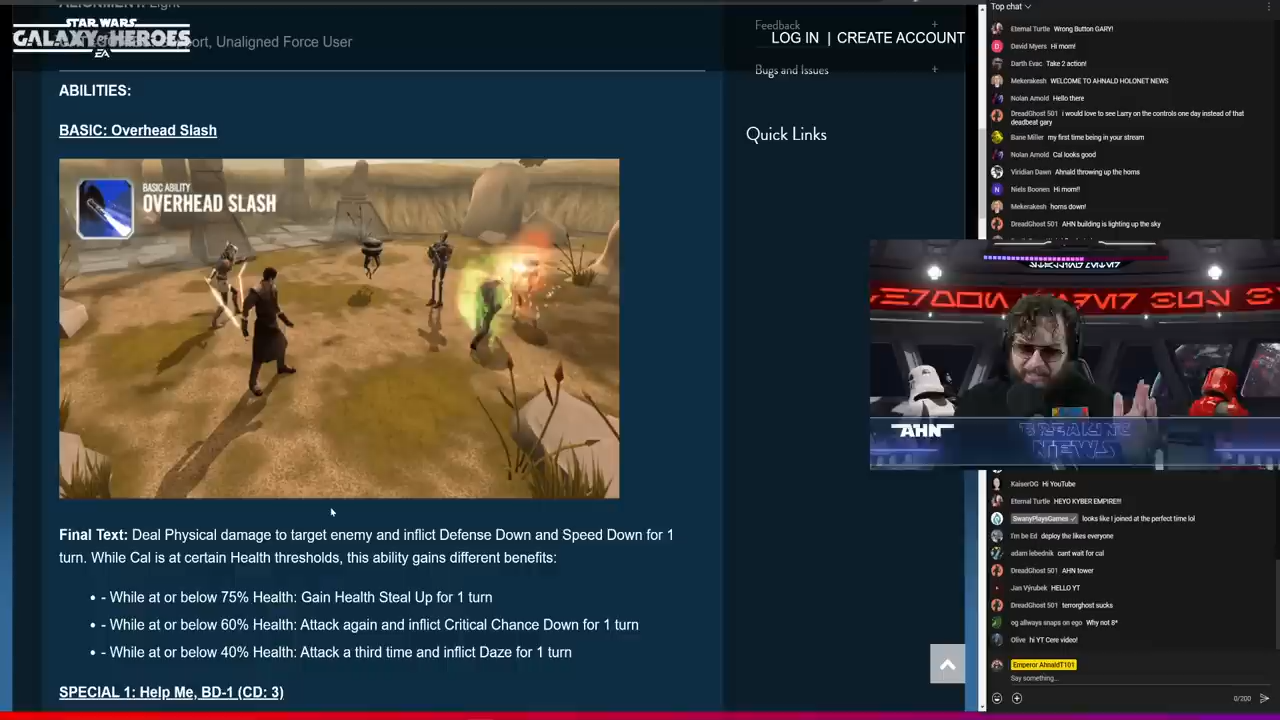 ALIGNMENT: Light
STAR WARS
GALAXY OF HEROES
EA
port, Unaligned Force User
Feedback
+
LOG IN | CREATE ACCOUNT
Bugs and Issues
+
Quick Links
ABILITIES:
BASIC: Overhead Slash
BASIC ABILITY
OVERHEAD SLASH
Final Text: Deal Physical damage to target enemy and inflict Defense Down and Speed Down for 1
turn. While Cal is at certain Health thresholds, this ability gains different benefits:
• - While at or below 75% Health: Gain Health Steal Up for 1 turn
• - While at or below 60% Health: Attack again and inflict Critical Chance Down for 1 turn
• - While at or below 40% Health: Attack a third time and inflict Daze for 1 turn
SPECIAL 1: Help Me, BD-1 (CD: 3)
Top chat
Eternal Turtle Wrong Button GARY!
D
David Myers Hi mom!
Darth Evac Take 2 action!
Mekerakesh WELCOME TO AHNALD HOLONET NEWS
Nolan Arnold Hello there
DreadGhost 501 i would love to see Larry on the controls one day instead of that
deadbeat gary
Bane Miller my first time being in your stream
Nolan Arnold Cal looks good
Viridian Dawn Ahnald throwing up the horns
N
Niels Boonen Hi mom!!
Mekerakesh horns down!
DreadGhost 501 AHN building is lighting up the sky
AHN
BREAKING
NEWS
KaiserOG Hi YouTube
Eternal Turtle HEYO KYBER EMPIRE!!!
SwanyPlaysGames looks like I joined at the perfect time lol
I'm be Ed deploy the likes everyone
adam lebednik cant wait for cal
DreadGhost 501 AHN tower
Jan Výrubek HELLO YT
DreadGhost 501 terrorghost sucks
og allways snaps on ego Why not 8*
Olive hi YT Cere video!
Emperor AhnaldT101
Say something...
0/200